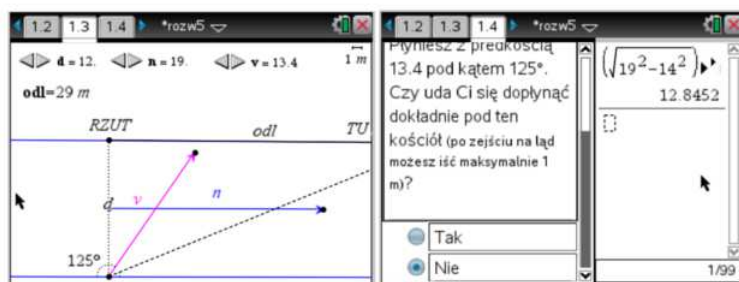 1.2 1.3 1.4 *rozw5
d = 12. n = 19. v = 13.4 1 m
odl=29 m
RZUT odl TU
d v n
125°
1.2 1.3 1.4 *rozw5
Płyniesz z prędkością
13.4 pod kątem 125°.
Czy uda Ci się dopłynąć
dokładnie pod ten
kościół (po zejściu na ląd
możesz iść maksymalnie 1
m)?
Tak
Nie
(√19²−14²)
12.8452
1/99